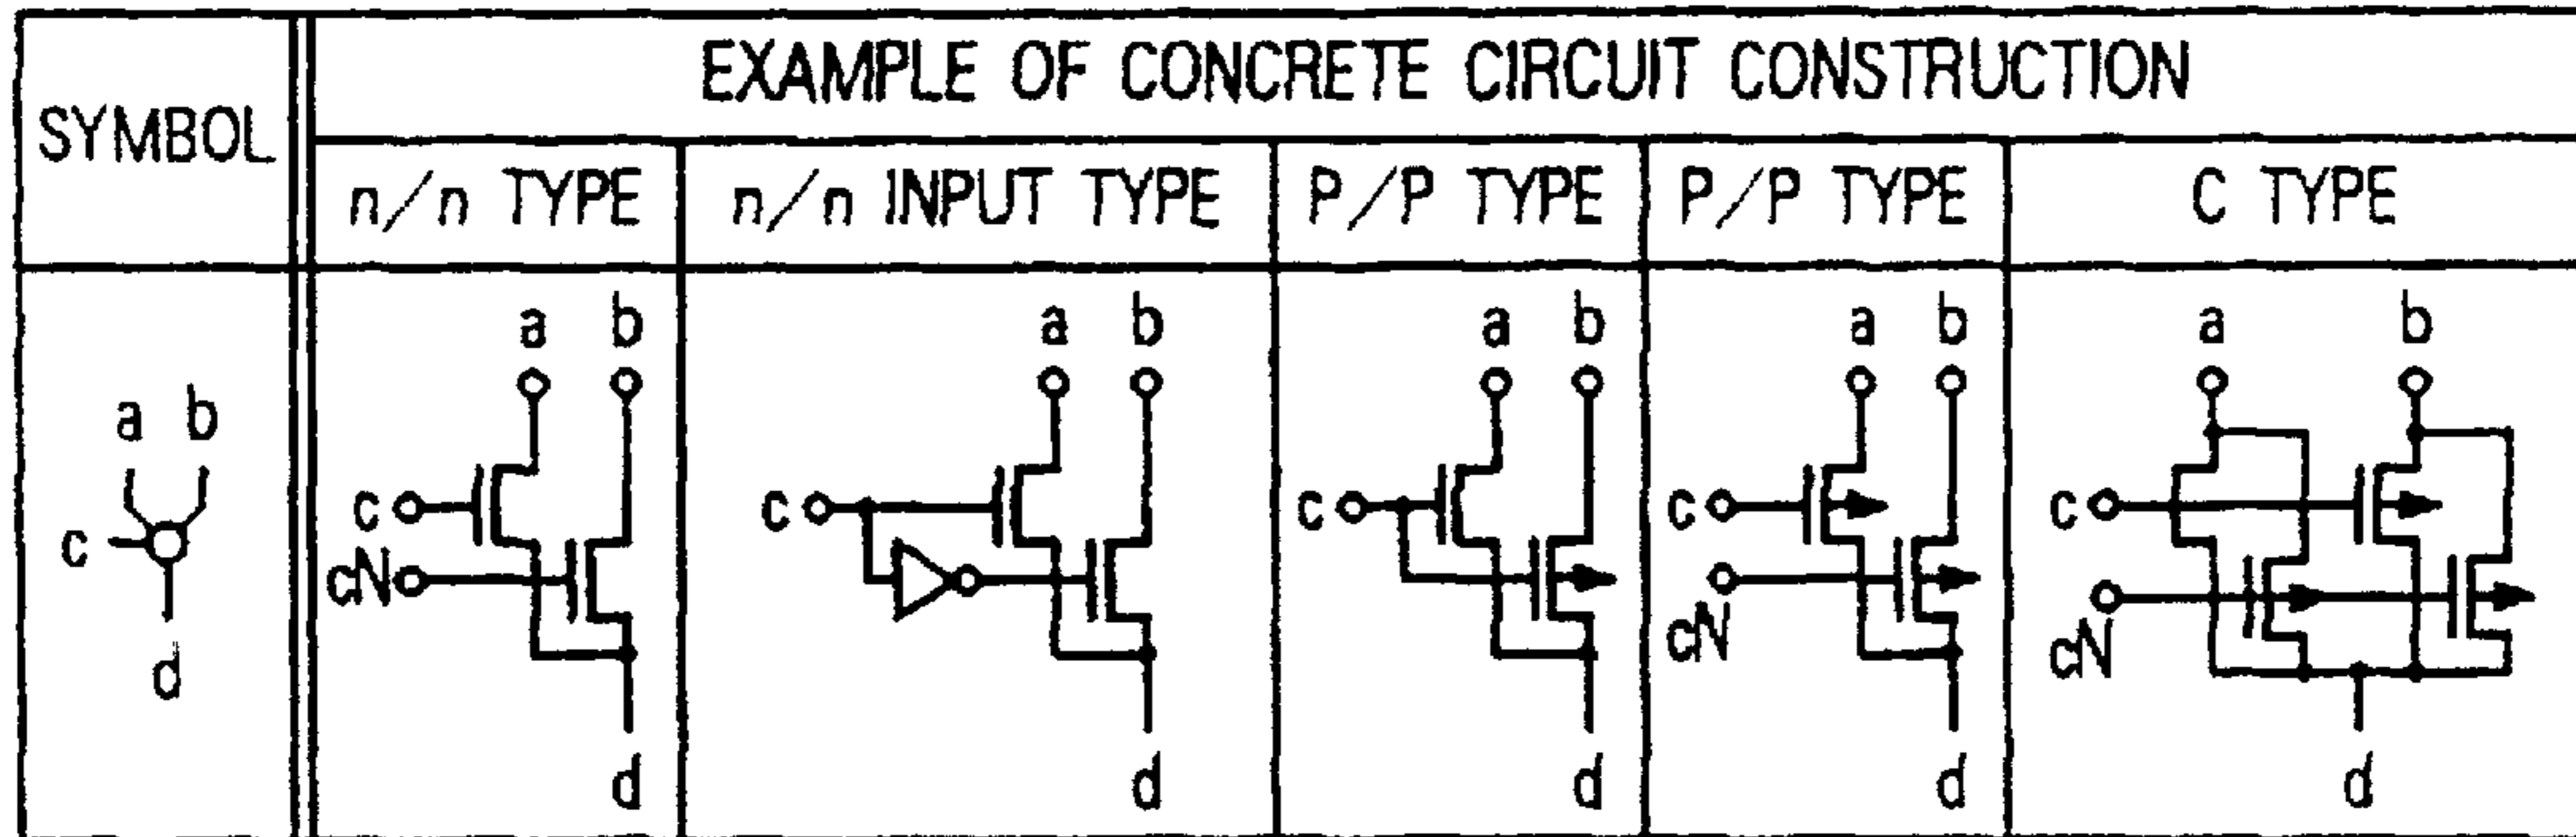 SYMBOL
EXAMPLE OF CONCRETE CIRCUIT CONSTRUCTION
n/n TYPE
n/n INPUT TYPE
P/P TYPE
P/P TYPE
C TYPE
a b
c
d
a b
c
cN
d
a b
c
d
a b
c
d
a b
c
cN
d
a b
c
cN
d